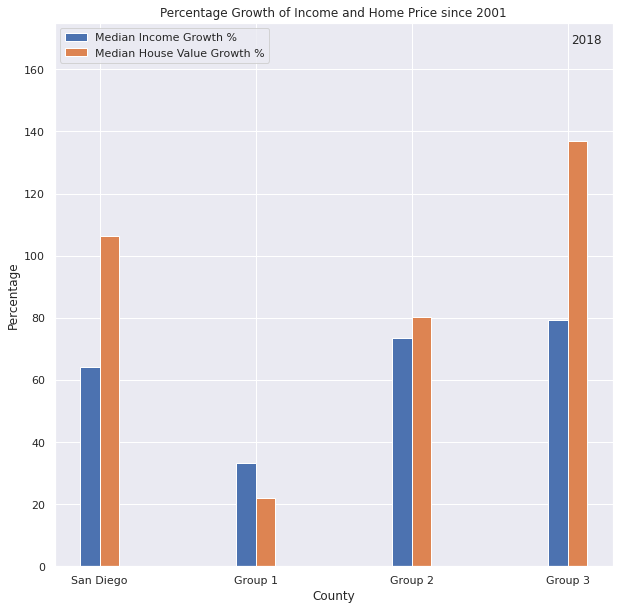 Percentage Growth of Income and Home Price since 2001
Median Income Growth %
Median House Value Growth %
2018
160
140
120
100
80
60
40
20
0
Percentage
San Diego
Group 1
Group 2
Group 3
County